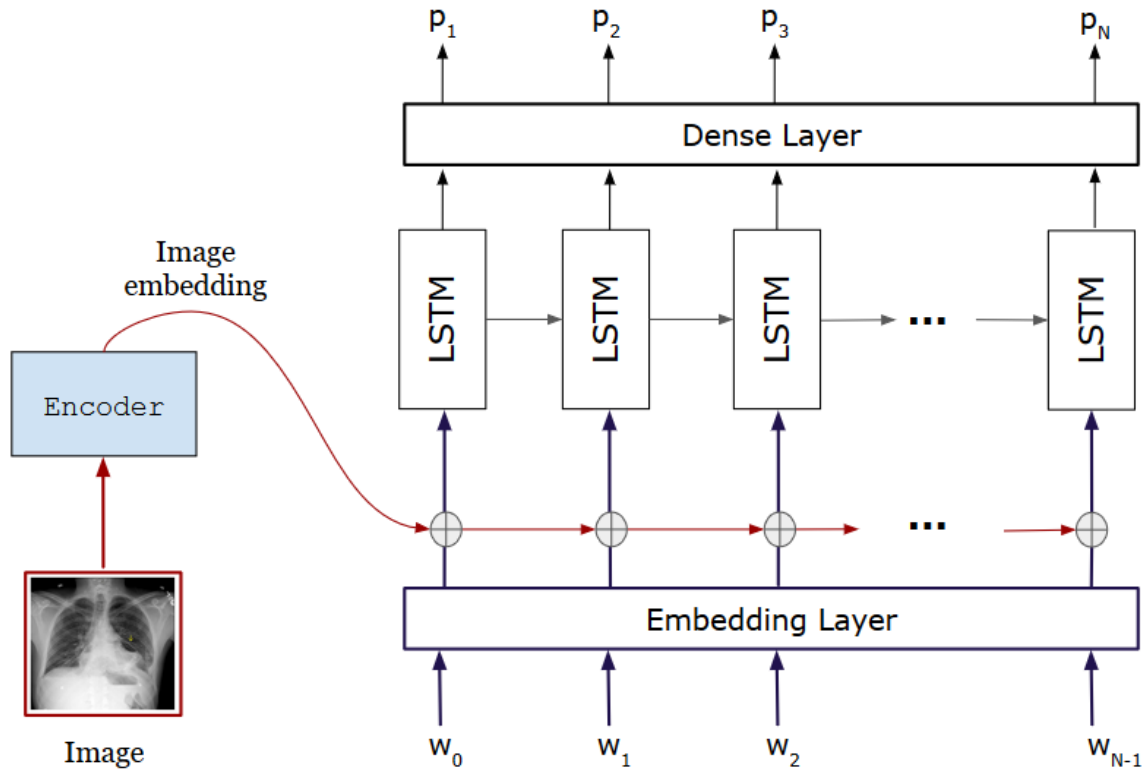 p1 p2 p3 pN
Dense Layer
LSTM LSTM LSTM ... LSTM
Image
embedding
Encoder
...
Embedding Layer
Image
w0 w1 w2 wN-1